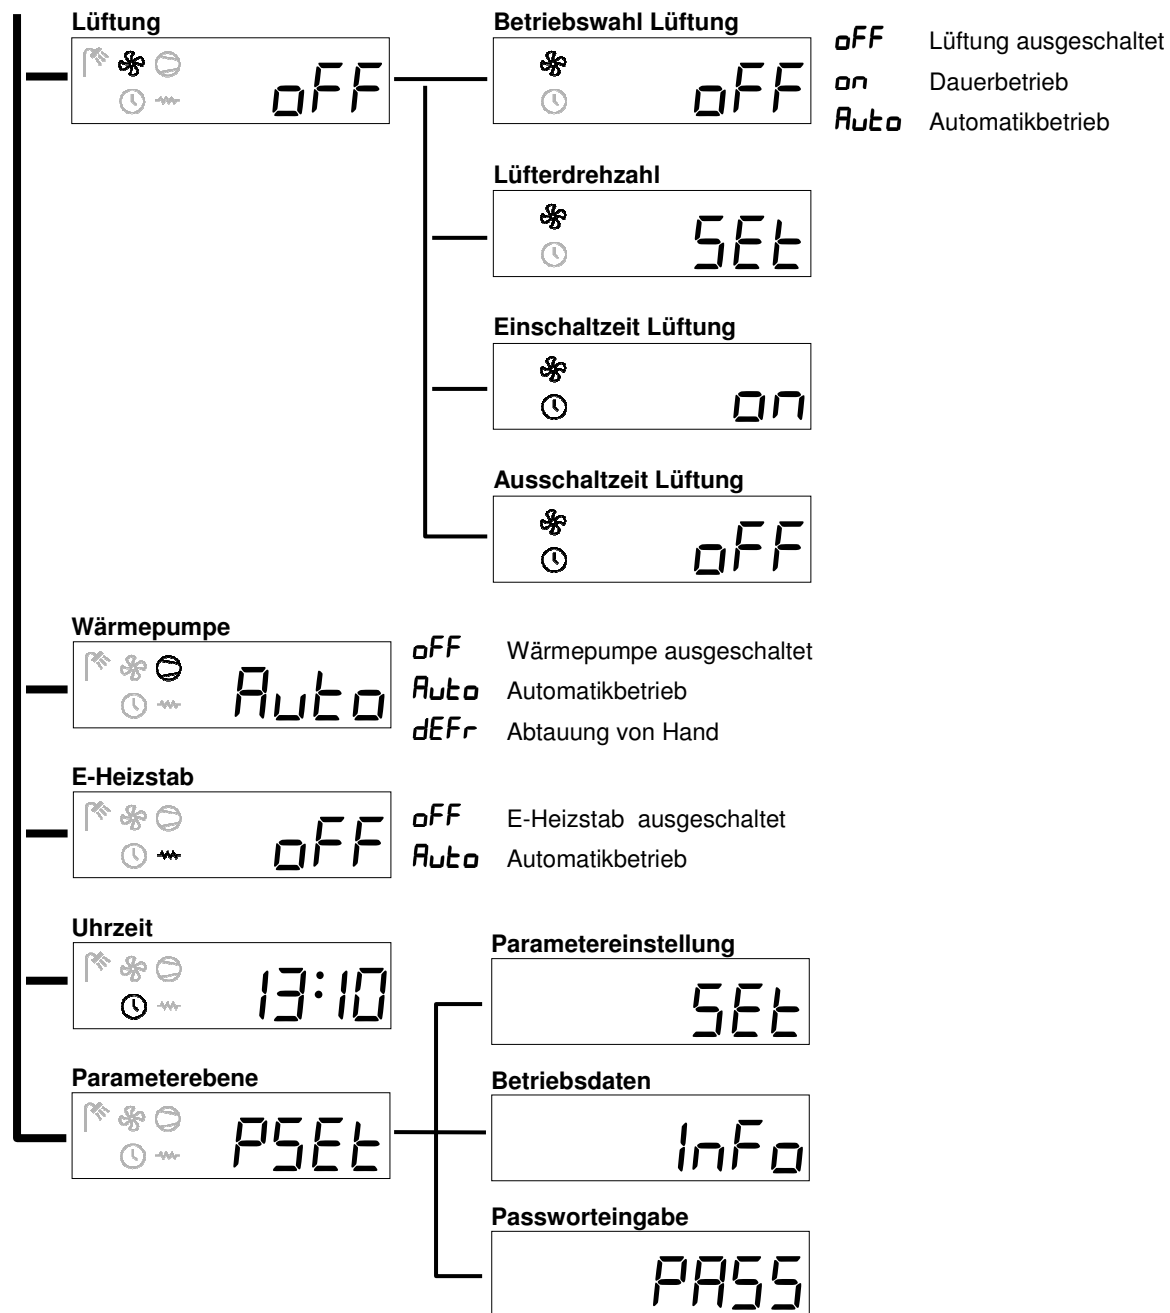 Lüftung
oFF
Betriebswahl Lüftung
oFF
oFF Lüftung ausgeschaltet
on Dauerbetrieb
Auto Automatikbetrieb
Lüfterdrehzahl
SEt
Einschaltzeit Lüftung
on
Ausschaltzeit Lüftung
oFF
Wärmepumpe
Auto
oFF Wärmepumpe ausgeschaltet
Auto Automatikbetrieb
dEFr Abtauung von Hand
E-Heizstab
oFF
oFF E-Heizstab ausgeschaltet
Auto Automatikbetrieb
Uhrzeit
13:10
Parametereinstellung
SEt
Parameterebene
PSEt
Betriebsdaten
InFo
Passworteingabe
PASS